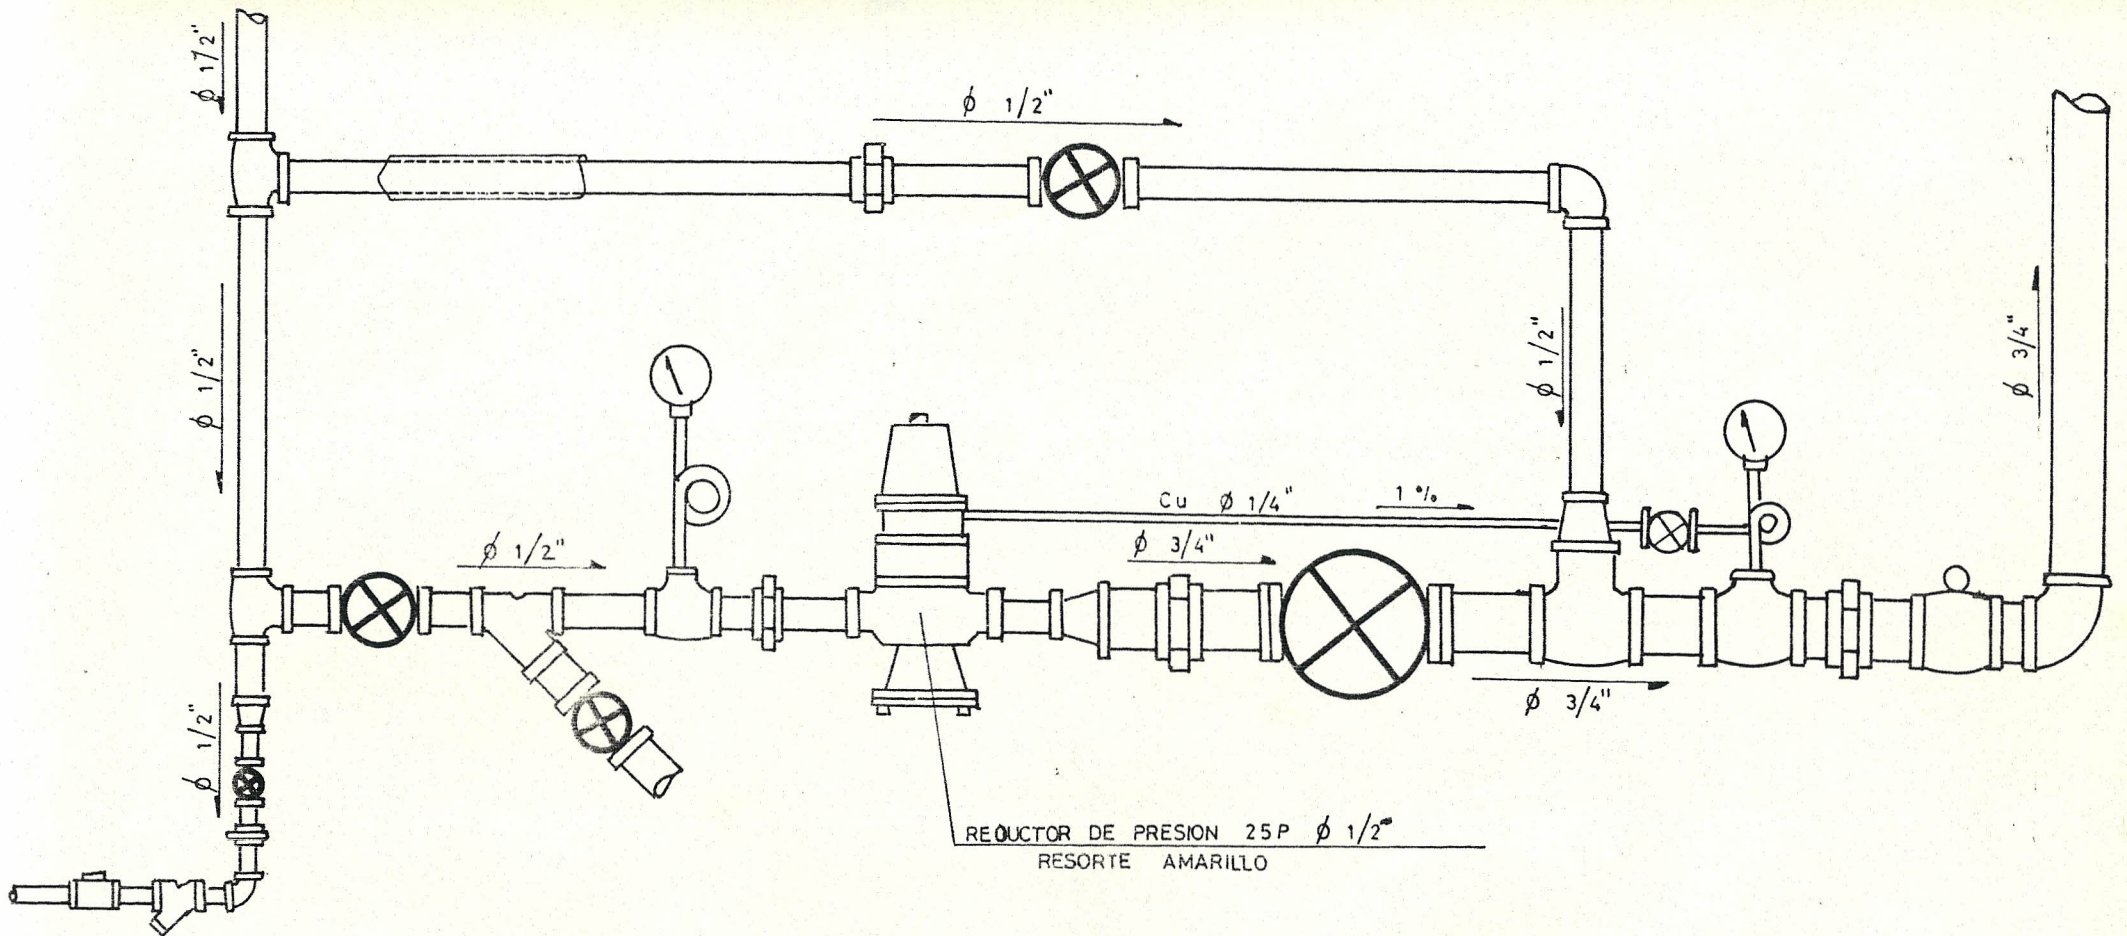 ϕ 1/2"
ϕ 1/2"
ϕ 1/2"
ϕ 1/2"
ϕ 3/4"
Cu ϕ 1/4" 1 %
ϕ 1/2"
ϕ 3/4"
ϕ 3/4"
ϕ 1/2"
REDUCTOR DE PRESION 25P ϕ 1/2"
RESORTE AMARILLO